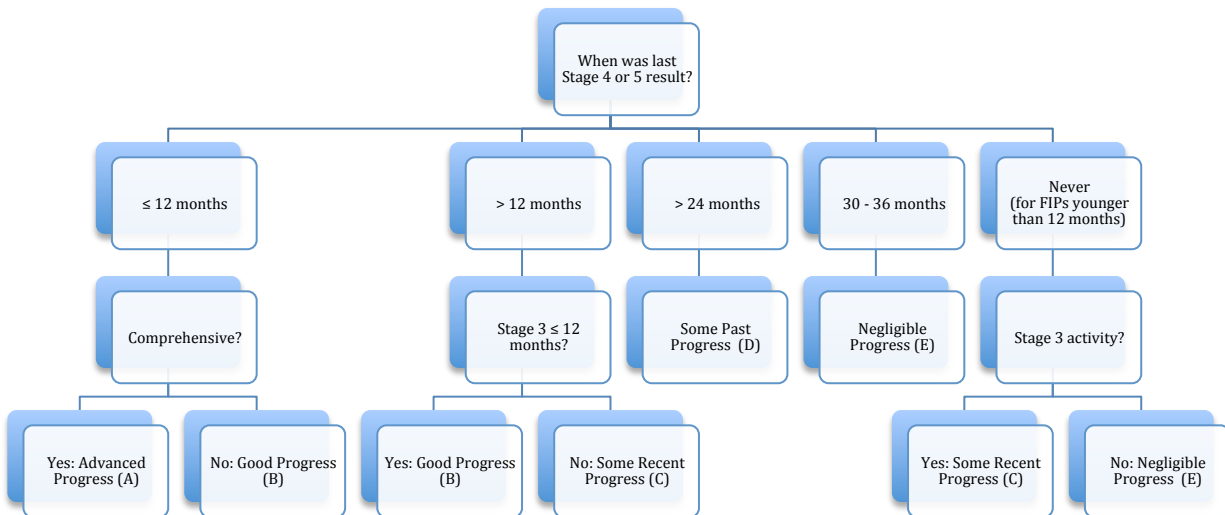 When was last
Stage 4 or 5 result?
≤ 12 months
> 12 months
> 24 months
30 - 36 months
Never
(for FIPs younger
than 12 months)
Comprehensive?
Stage 3 ≤ 12
months?
Some Past
Progress (D)
Negligible
Progress (E)
Stage 3 activity?
Yes: Advanced
Progress (A)
No: Good Progress
(B)
Yes: Good Progress
(B)
No: Some Recent
Progress (C)
Yes: Some Recent
Progress (C)
No: Negligible
Progress (E)